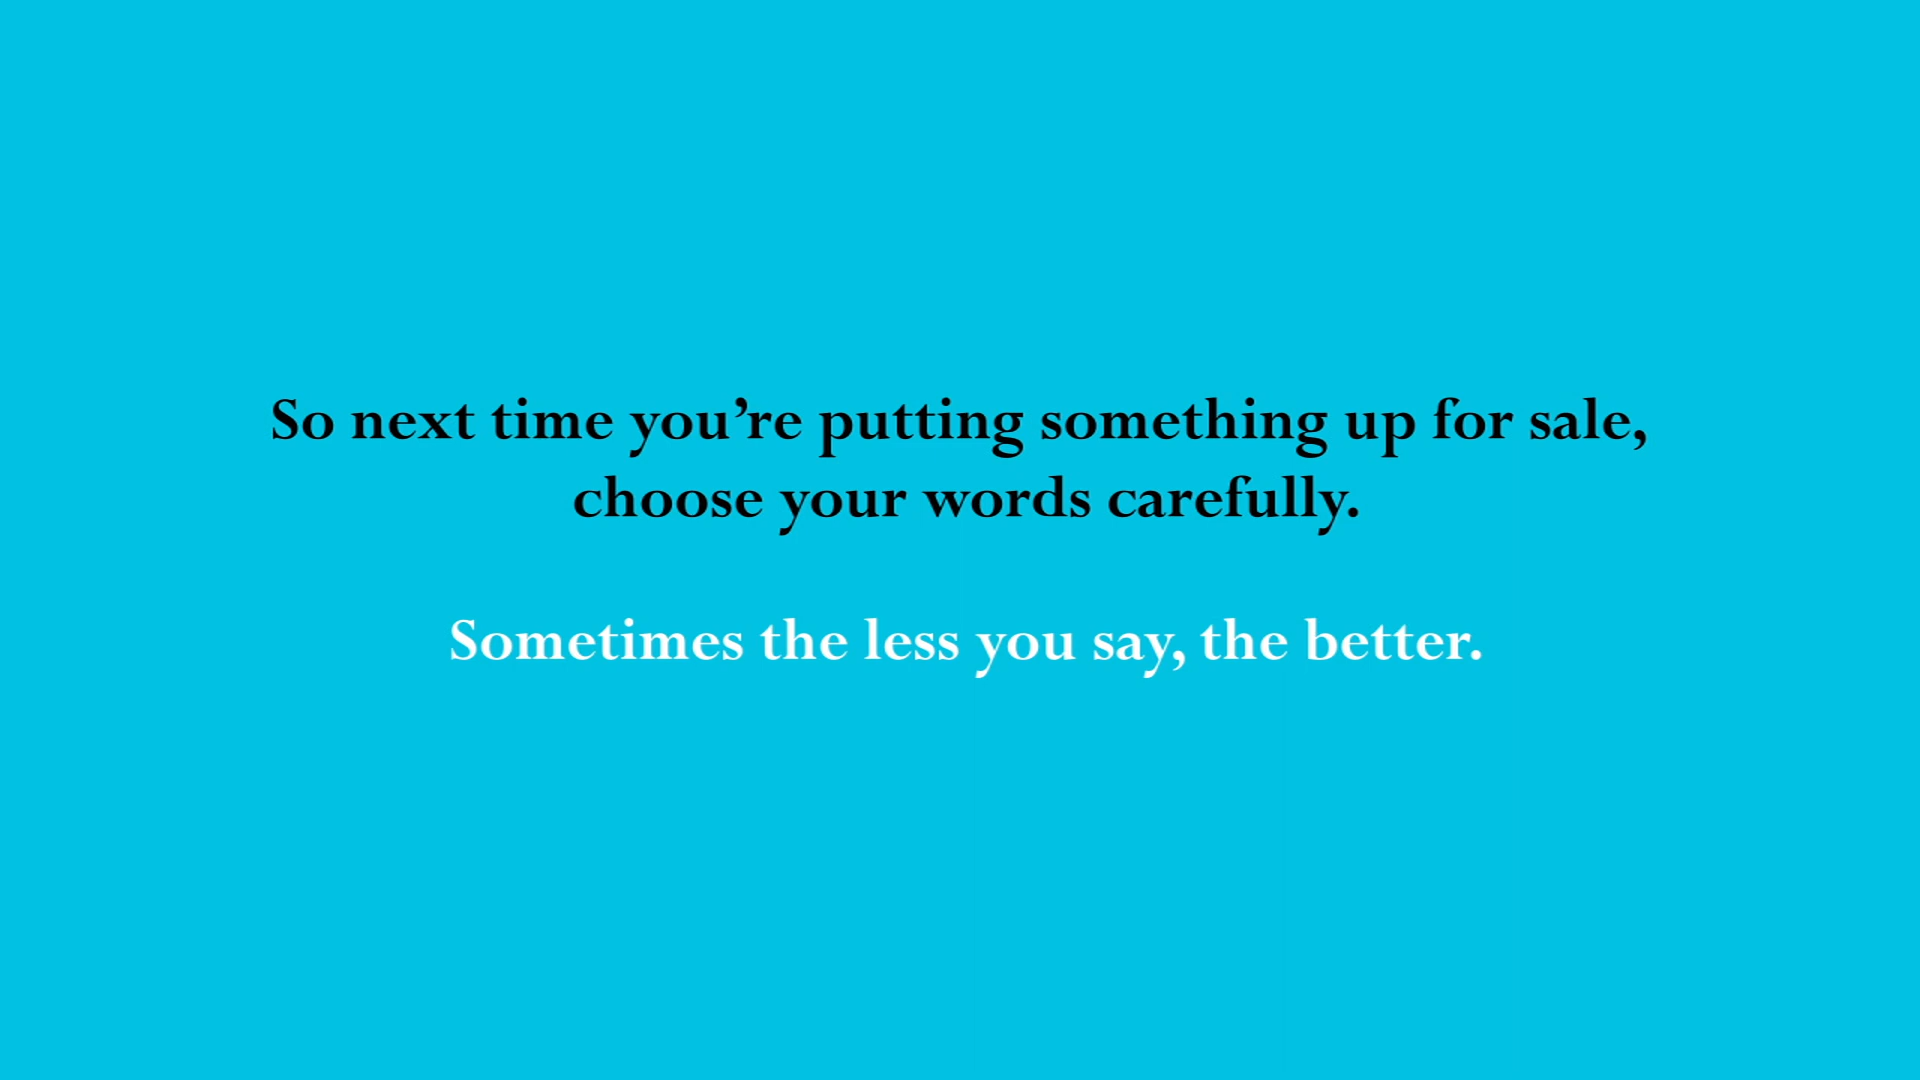 So next time you’re putting something up for sale,
choose your words carefully.
Sometimes the less you say, the better.